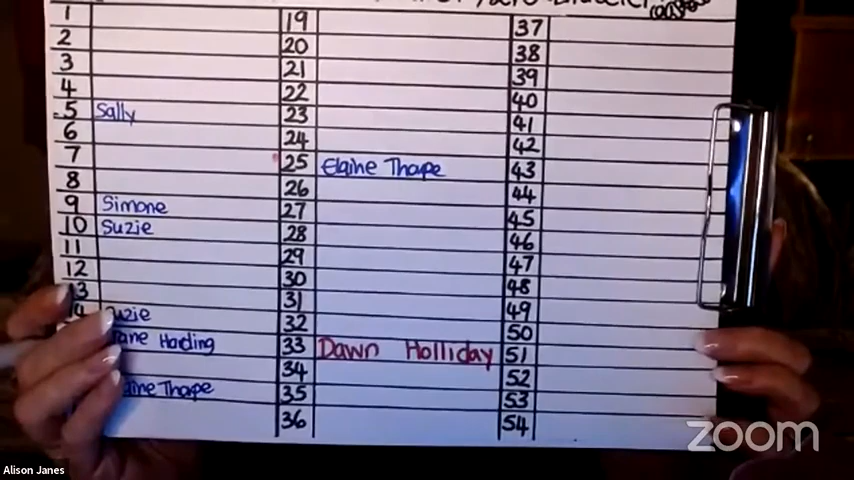 1 19 37
2 20 38
3 21 39
4 22 40
5 Sally 23 41
6 24 42
7 25 Elaine Thorpe 43
8 26 44
9 Simone 27 45
10 Suzie 28 46
11 29 47
12 30 48
13 31 49
uzie 32 50
ane Harding 33 Dawn Holliday 51
34 52
ine Thorpe 35 53
36 54
zoom
Alison Janes